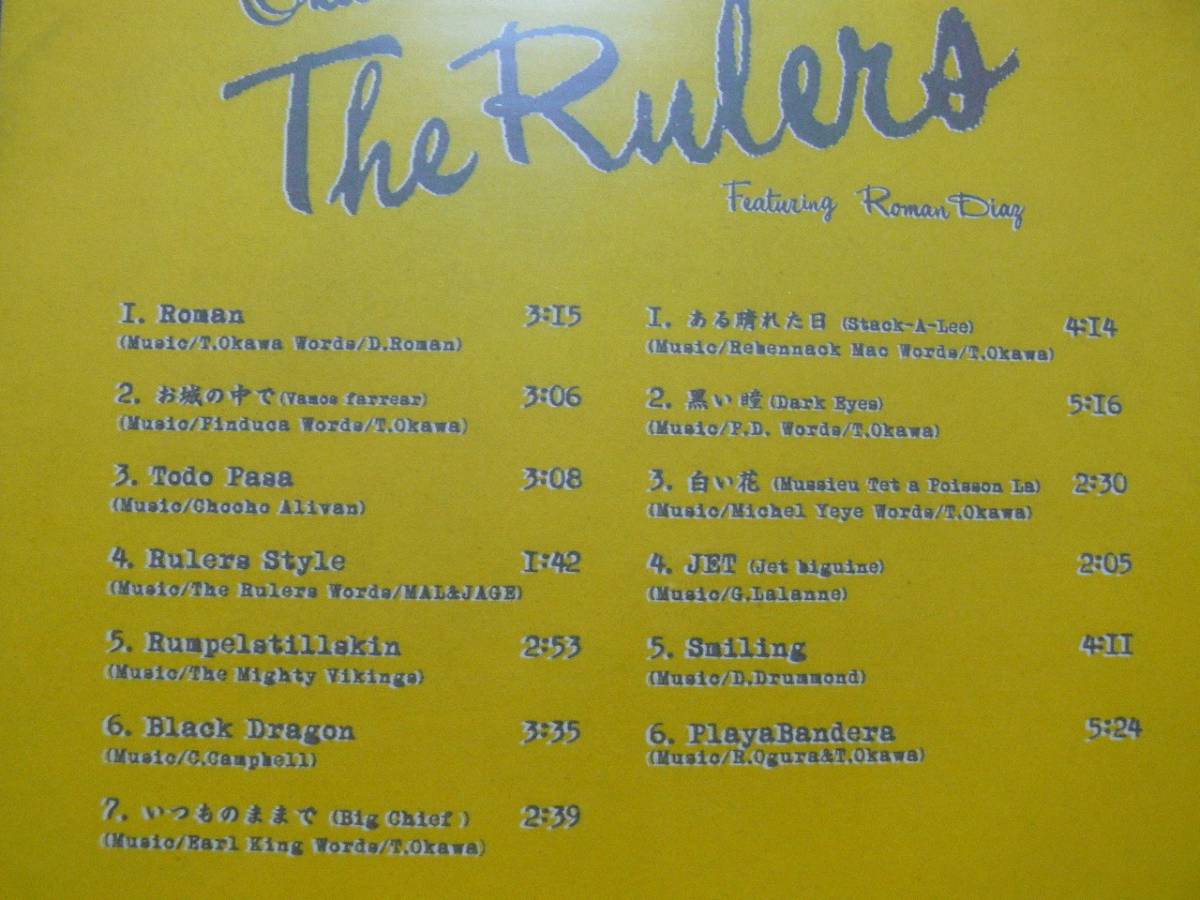 The Rulers
Featuring Roman Diaz
1. Roman 3:15
(Music/T.Okawa Words/D.Roman)
2. お城の中で (Vamos farrear) 3:06
(Music/Pinduca Words/T.Okawa)
3. Todo Pasa 3:08
(Music/Chocho Alivan)
4. Rulers Style 1:42
(Music/The Rulers Words/MAL&JAGE)
5. Rumpelstillskin 2:53
(Music/The Mighty Vikings)
6. Black Dragon 3:35
(Music/C.Campbell)
7. いつものままで (Big Chief ) 2:39
(Music/Earl King Words/T.Okawa)
1. ある晴れた日 (Stack-A-Lee) 4:14
(Music/Rebennack Mac Words/T.Okawa)
2. 黒い瞳 (Dark Eyes) 5:16
(Music/P.D. Words/T.Okawa)
3. 白い花 (Mussieu Tet a Poisson La) 2:30
(Music/Michel Yeye Words/T.Okawa)
4. JET (Jet biguine) 2:05
(Music/G.Lalanne)
5. Smiling 4:11
(Music/D.Drummond)
6. PlayaBandera 5:24
(Music/R.Ogura&T.Okawa)